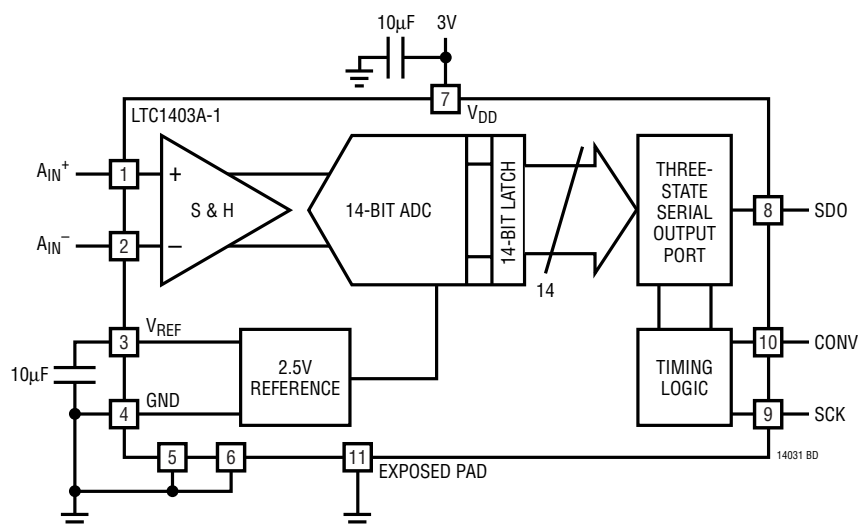 10μF
3V
7
LTC1403A-1
VDD
AIN+
1
+
S & H
14-BIT ADC
14-BIT LATCH
THREE-
STATE
SERIAL
OUTPUT
PORT
8
SDO
AIN–
2
–
14
3
VREF
10μF
2.5V
REFERENCE
TIMING
LOGIC
10
CONV
4
GND
9
SCK
5
6
11
EXPOSED PAD
14031 BD